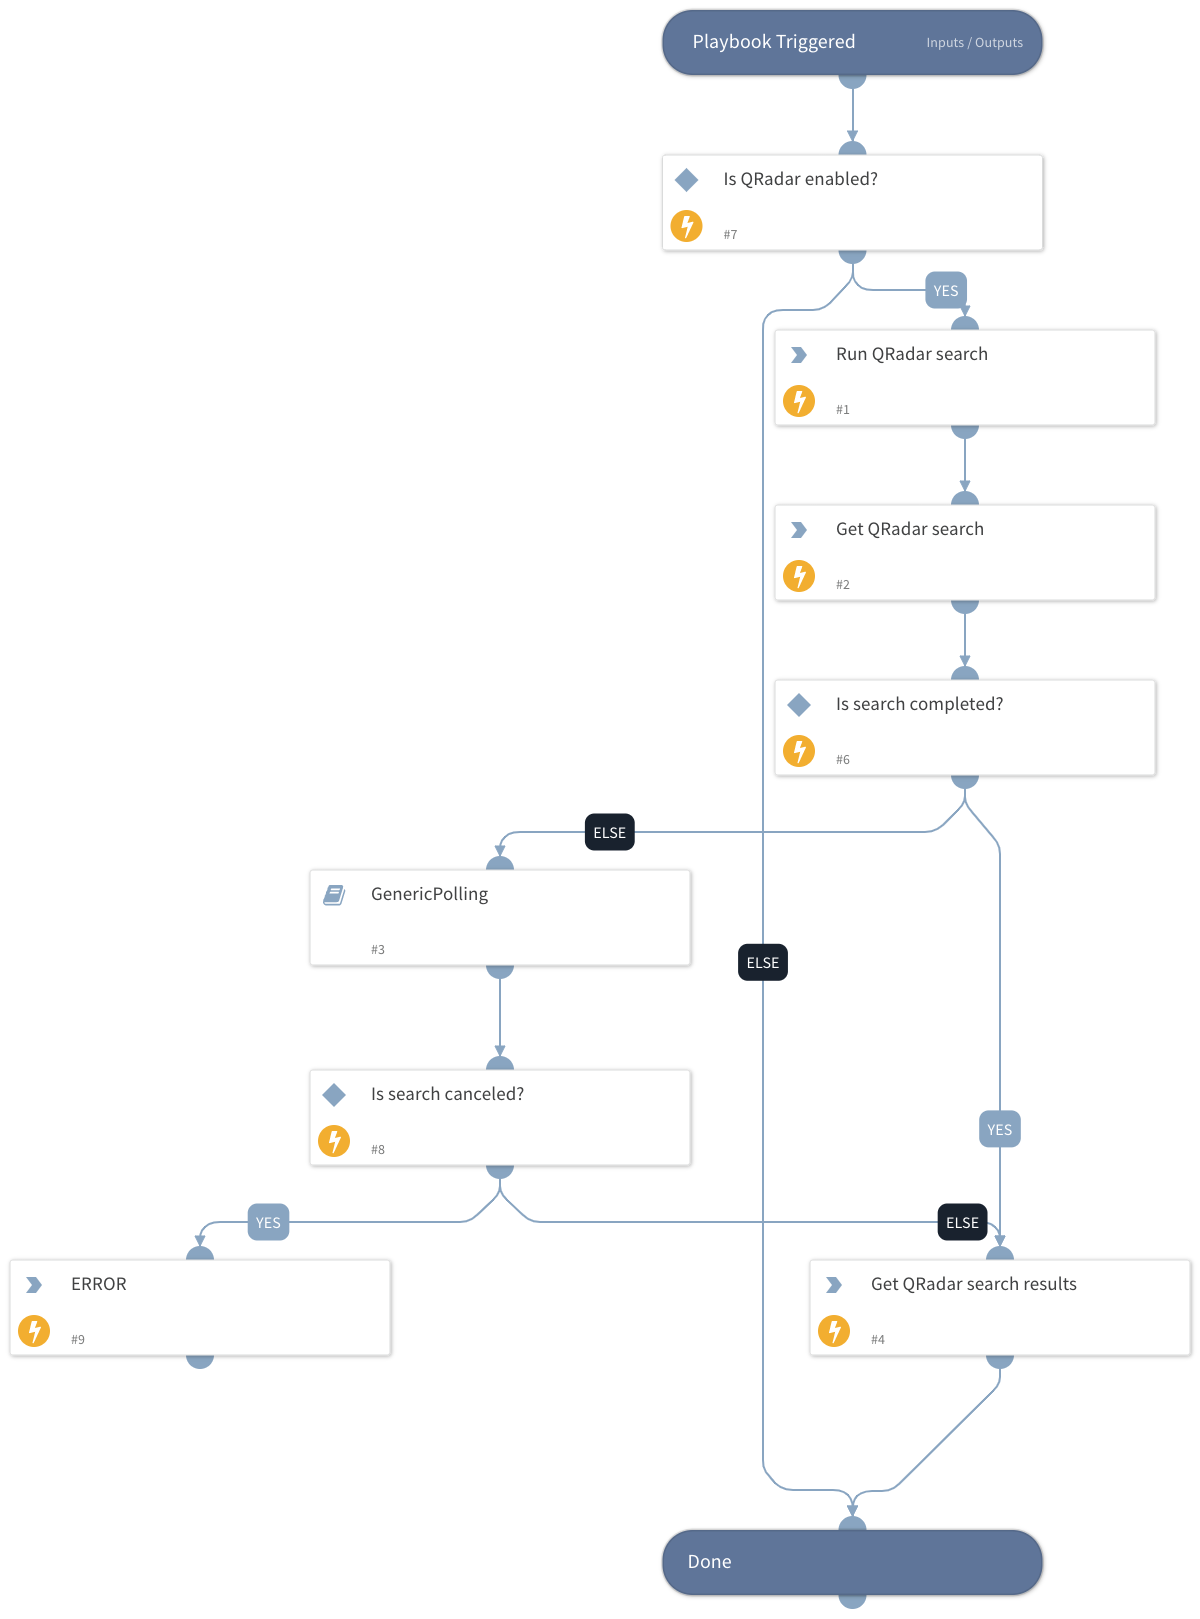 Playbook Triggered
Inputs / Outputs
Is QRadar enabled?
#7
YES
Run QRadar search
#1
Get QRadar search
#2
Is search completed?
#6
ELSE
GenericPolling
#3
ELSE
Is search canceled?
#8
YES
YES
ELSE
ERROR
#9
Get QRadar search results
#4
Done